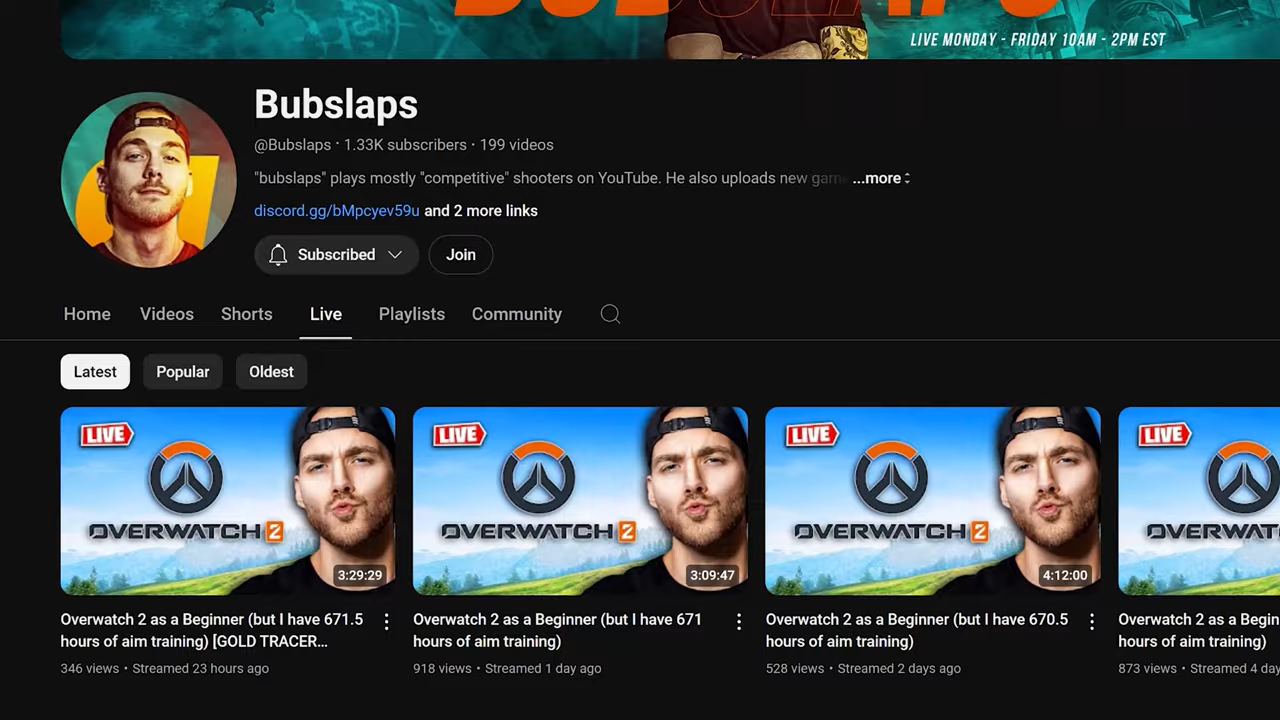 LIVE MONDAY - FRIDAY 10AM - 2PM EST
Bubslaps
@Bubslaps · 1.33K subscribers · 199 videos
"bubslaps" plays mostly "competitive" shooters on YouTube. He also uploads new gam ...more
discord.gg/bMpcyev59u and 2 more links
Subscribed Join
Home Videos Shorts Live Playlists Community
Latest Popular Oldest
LIVE LIVE LIVE LIVE
OVERWATCH 2 OVERWATCH 2 OVERWATCH 2 OVERWAT
3:29:29 3:09:47 4:12:00
Overwatch 2 as a Beginner (but I have 671.5 Overwatch 2 as a Beginner (but I have 671 Overwatch 2 as a Beginner (but I have 670.5 Overwatch 2 as a Begin
hours of aim training) [GOLD TRACER... hours of aim training) hours of aim training) hours of aim training)
346 views · Streamed 23 hours ago 918 views · Streamed 1 day ago 528 views · Streamed 2 days ago 873 views · Streamed 4 day